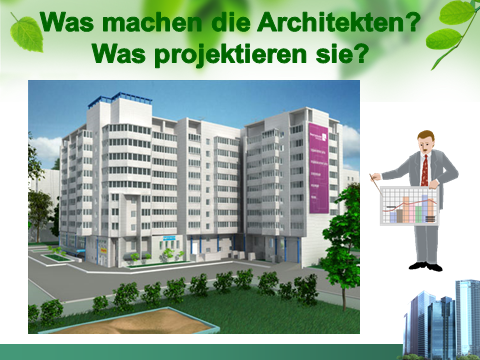 Was machen die Architekten?
Was projektieren sie?